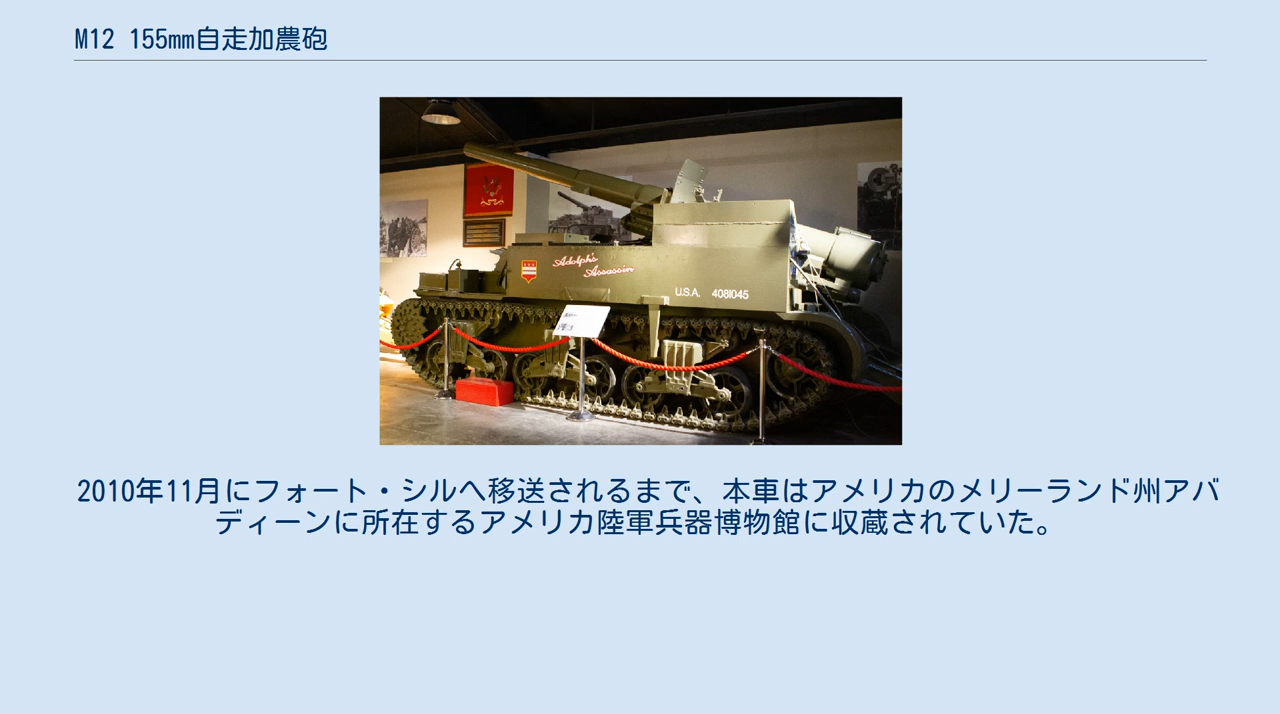 M12 155mm自走加農砲
Adolph's
Assassin
U.S.A. 4081045
2010年11月にフォート・シルへ移送されるまで、本車はアメリカのメリーランド州アバ
ディーンに所在するアメリカ陸軍兵器博物館に収蔵されていた。